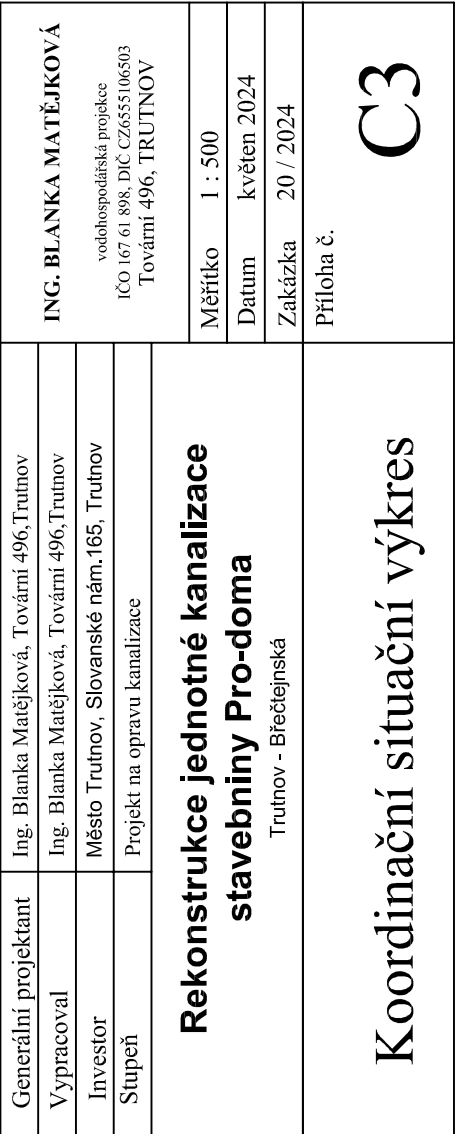 Generální projektant Ing. Blanka Matějková, Tovární 496,Trutnov
Vypracoval Ing. Blanka Matějková, Tovární 496,Trutnov
Investor Město Trutnov, Slovanské nám.165, Trutnov
Stupeň Projekt na opravu kanalizace
ING. BLANKA MATĚJKOVÁ
vodohospodářská projekce
IČO 167 61 898, DIČ CZ6555106503
Tovární 496, TRUTNOV
Rekonstrukce jednotné kanalizace
stavebniny Pro-doma
Trutnov - Břečtejnská
Měřítko 1 : 500
Datum květen 2024
Zakázka 20 / 2024
Koordinační situační výkres
Příloha č.
C3